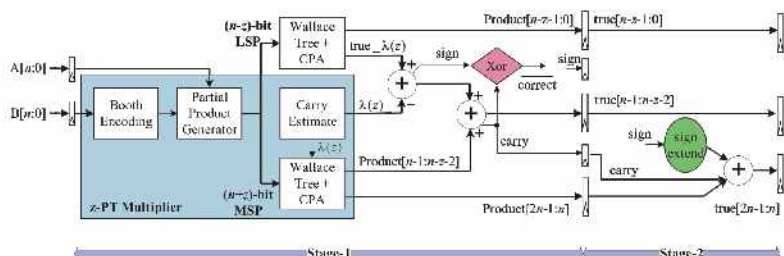 (n-z)-bit
LSP
Wallace
Tree +
CPA
Product[n-z-1:0]
true[n-z-1:0]
true_λ(z)
sign
Xor
sign
correct
A[n:0]
B[n:0]
Booth
Encoding
Partial
Product
Generator
Carry
Estimate
λ(z)
+
−
+
+
+
+
true[n-1:n-z-2]
λ(z)
Product[n-1:n-z-2]
carry
sign
sign
extend
(n+z)-bit
MSP
Wallace
Tree +
CPA
carry
+
z-PT Multiplier
Product[2n-1:n]
true[2n-1:n]
Stage-1
Stage-2